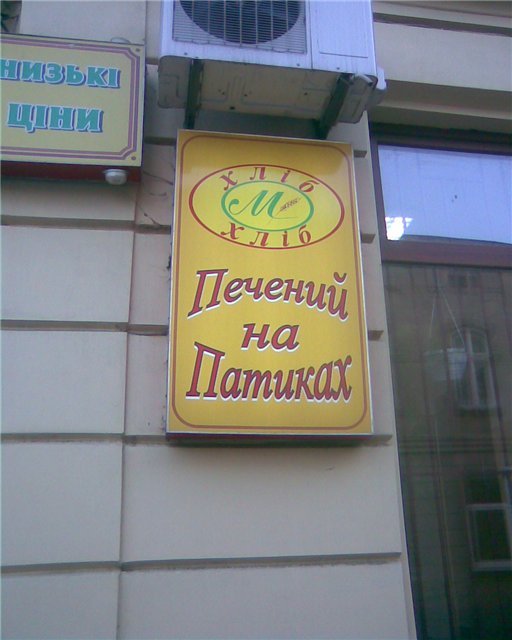 низькі
ціни
хліб
М
хліб
Печений
на
Патиках